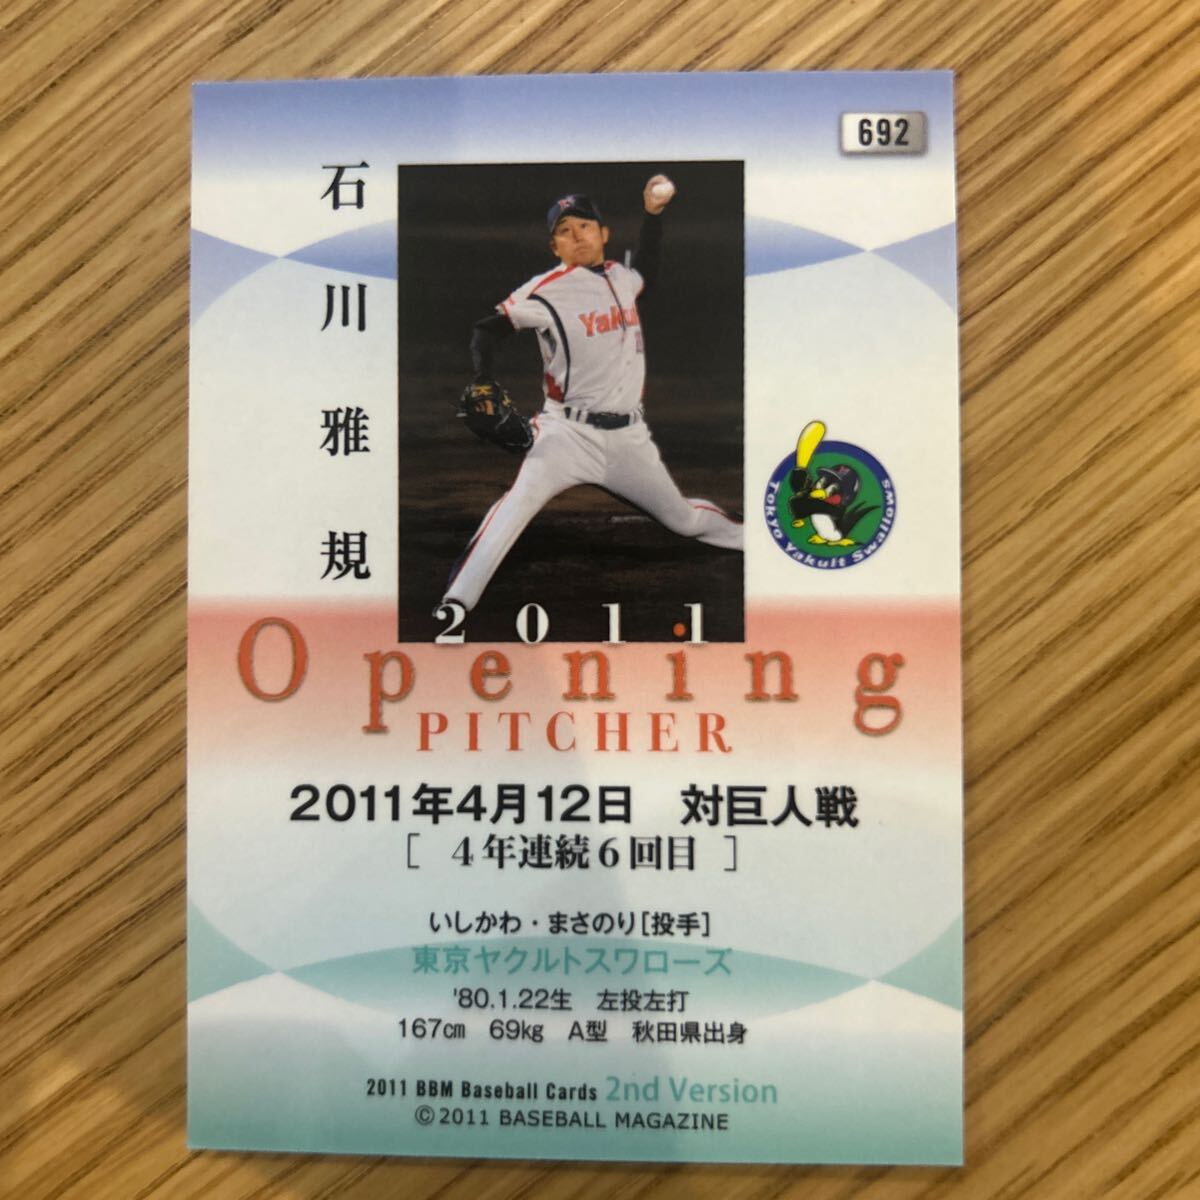 692
石川雅規
Yakul
Tokyo Yakult Swallows
2011
Opening
PITCHER
2011年4月12日 対巨人戦
[ 4年連続6回目 ]
いしかわ・まさのり[投手]
東京ヤクルトスワローズ
'80.1.22生 左投左打
167cm 69kg A型 秋田県出身
2011 BBM Baseball Cards 2nd Version
©2011 BASEBALL MAGAZINE